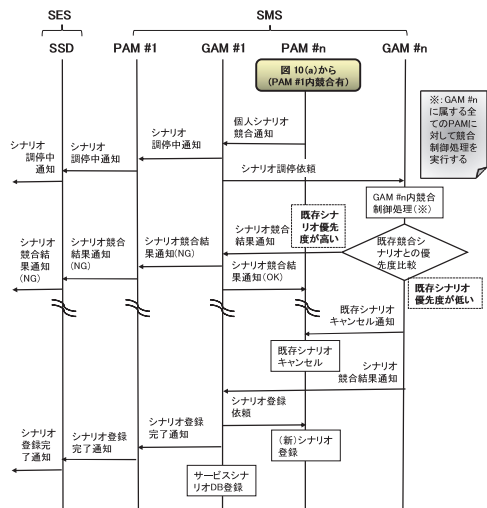 SES
SMS
SSD
PAM #1
GAM #1
PAM #n
GAM #n
図 10(a)から
(PAM #1内競合有)
※: GAM #n
に属する全
てのPAMに
対して競合
制御処理を
実行する
個人シナリオ
競合通知
シナリオ
調停中通知
シナリオ
調停中通知
シナリオ
調停中
通知
シナリオ調停依頼
GAM #n内競合
制御処理(※)
既存シナ
リオ優先
度が高い
既存競合シ
ナリオとの優
先度比較
シナリオ競合
結果通知
シナリオ競合結
果通知(NG)
シナリオ競合
結果通知
(NG)
シナリオ
競合結
果通知
(NG)
シナリオ競合結
果通知(OK)
既存シナリオ
優先度が低い
既存シナリオ
キャンセル通知
既存シナリオ
キャンセル
シナリオ
競合結果通知
シナリオ登録
依頼
(新)シナリオ
登録
シナリオ登録
完了通知
シナリオ登録
完了通知
シナリオ
登録完
了通知
サービスシナ
リオDB登録